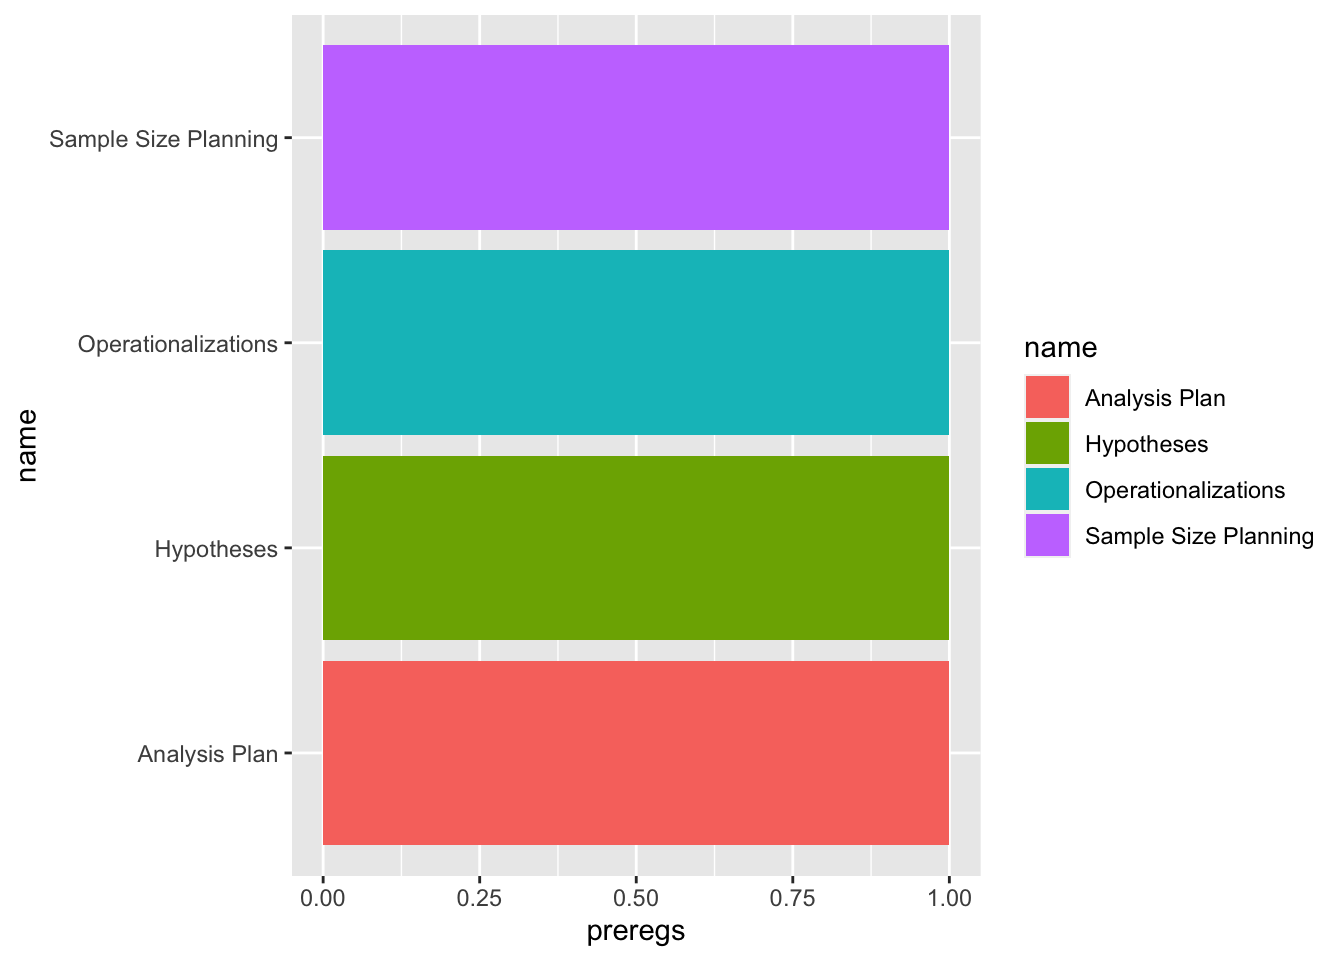 Sample Size Planning
Operationalizations
Hypotheses
Analysis Plan
name
0.00 0.25 0.50 0.75 1.00
preregs
name
Analysis Plan
Hypotheses
Operationalizations
Sample Size Planning